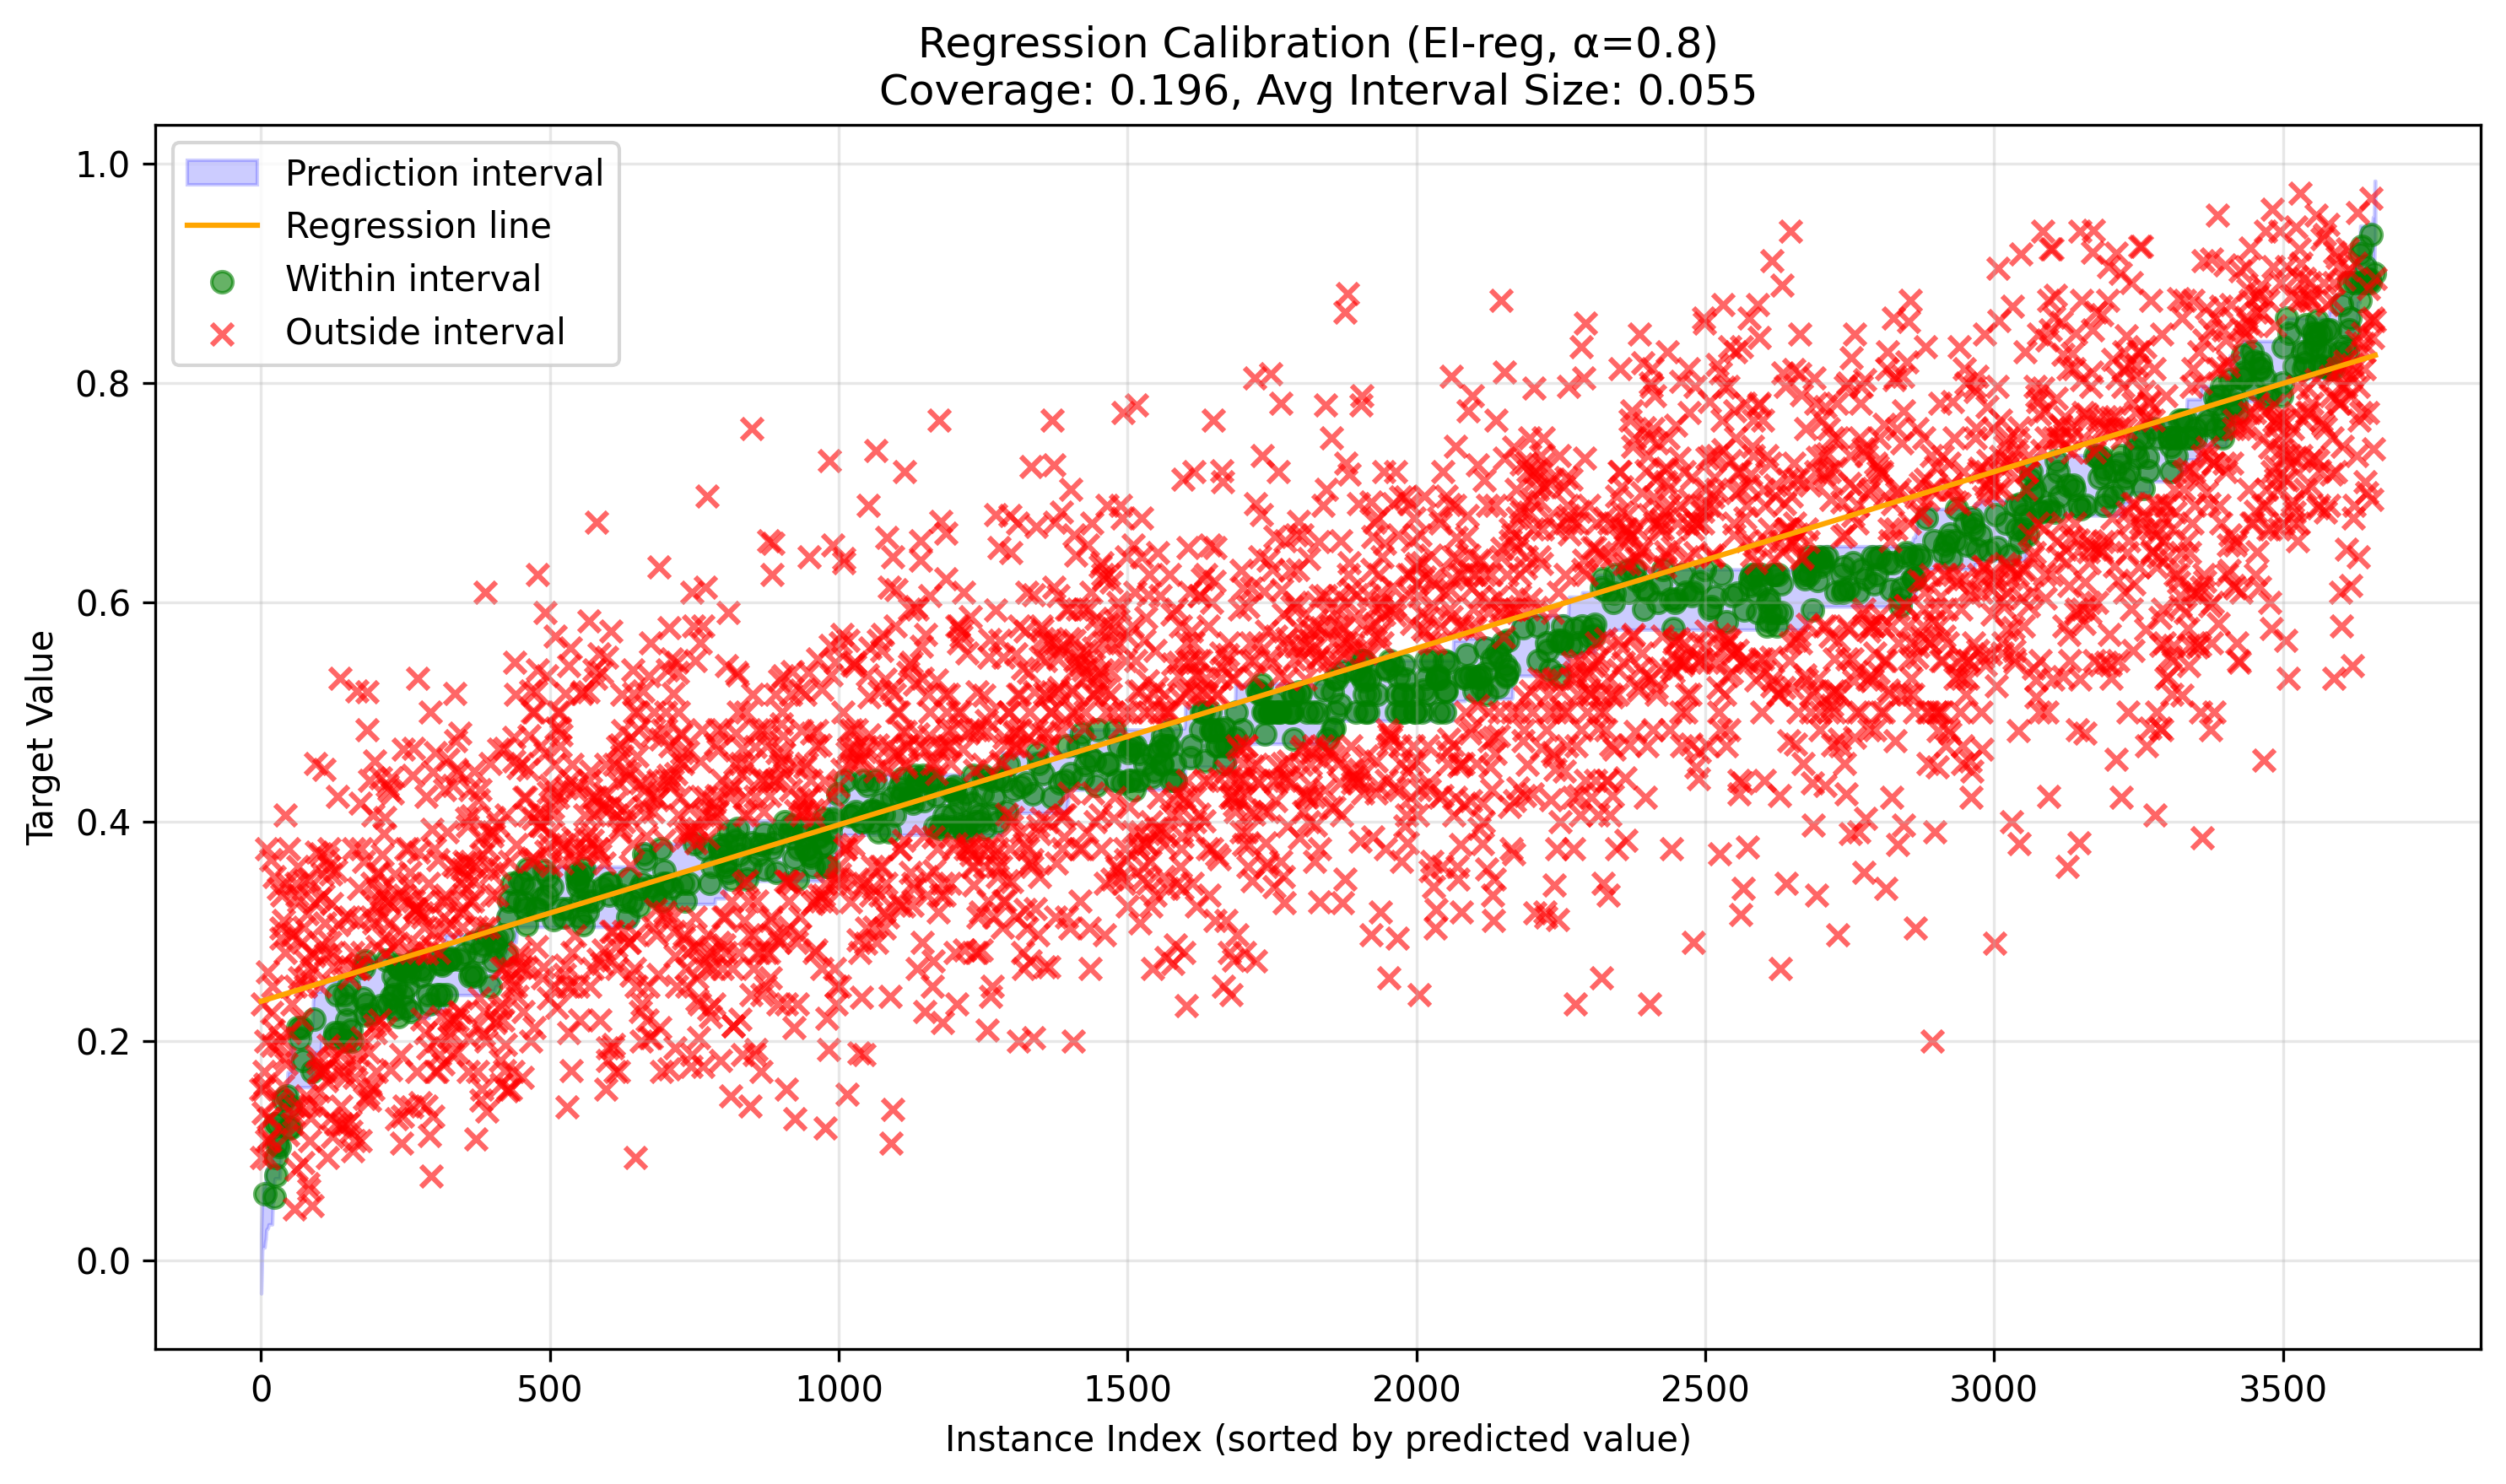 Regression Calibration (EI-reg, α=0.8)
Coverage: 0.196, Avg Interval Size: 0.055
Prediction interval
Regression line
Within interval
Outside interval
Target Value
1.0
0.8
0.6
0.4
0.2
0.0
0 500 1000 1500 2000 2500 3000 3500
Instance Index (sorted by predicted value)